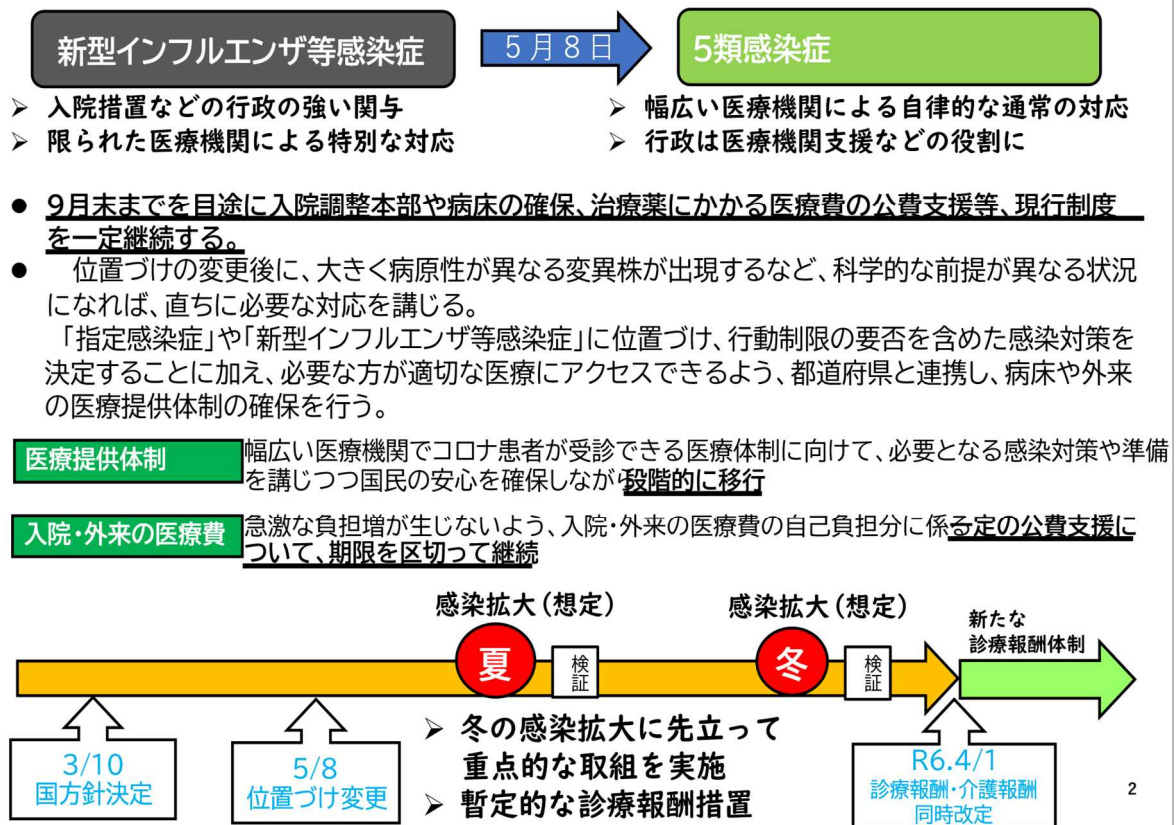 新型インフルエンザ等感染症
5月8日
5類感染症
➢ 入院措置などの行政の強い関与
➢ 限られた医療機関による特別な対応
➢ 幅広い医療機関による自律的な通常の対応
➢ 行政は医療機関支援などの役割に
● 9月末までを目途に入院調整本部や病床の確保、治療薬にかかる医療費の公費支援等、現行制度
を一定継続する。
● 位置づけの変更後に、大きく病原性が異なる変異株が出現するなど、科学的な前提が異なる状況
になれば、直ちに必要な対応を講じる。
「指定感染症」や「新型インフルエンザ等感染症」に位置づけ、行動制限の要否を含めた感染対策を
決定することに加え、必要な方が適切な医療にアクセスできるよう、都道府県と連携し、病床や外来
の医療提供体制の確保を行う。
医療提供体制
幅広い医療機関でコロナ患者が受診できる医療体制に向けて、必要となる感染対策や準備
を講じつつ国民の安心を確保しながら段階的に移行
入院・外来の医療費
急激な負担増が生じないよう、入院・外来の医療費の自己負担分に係る定の公費支援に
ついて、期限を区切って継続
感染拡大(想定)
感染拡大(想定)
新たな
診療報酬体制
夏
検証
冬
検証
3/10
国方針決定
5/8
位置づけ変更
➢ 冬の感染拡大に先立って
重点的な取組を実施
➢ 暫定的な診療報酬措置
R6.4/1
診療報酬・介護報酬
同時改定
2